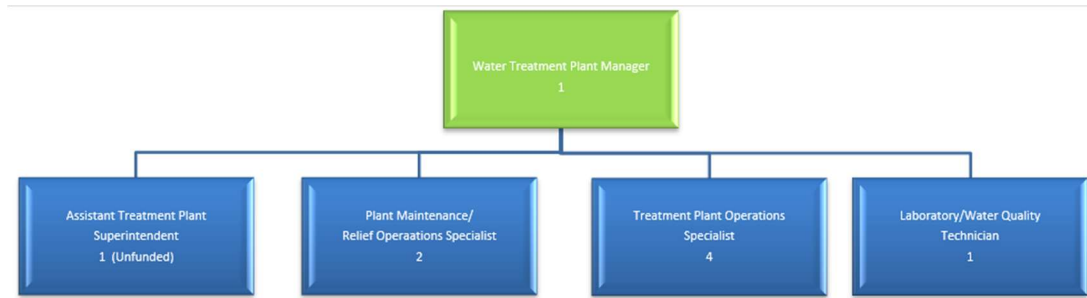 Water Treatment Plant Manager
1
Assistant Treatment Plant
Superintendent
1 (Unfunded)
Plant Maintenance/
Relief Operaations Specialist
2
Treatment Plant Operations
Specialist
4
Laboratory/Water Quality
Technician
1